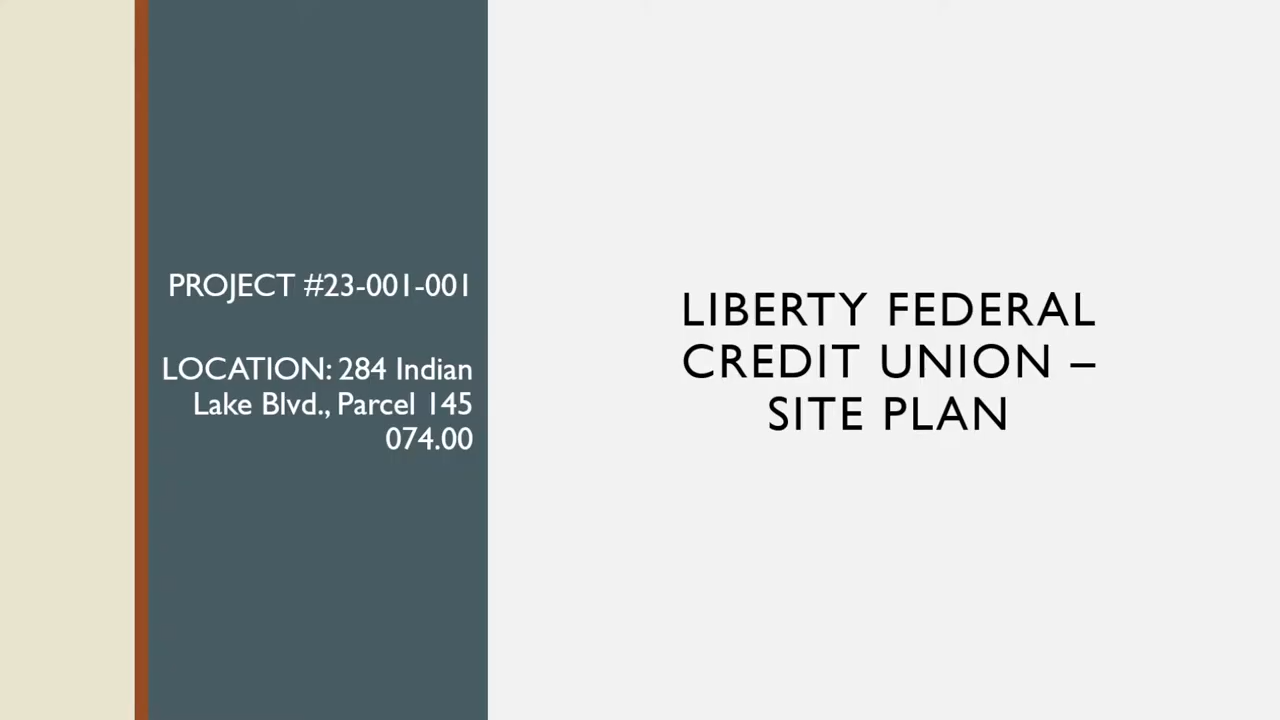 PROJECT #23-001-001
LOCATION: 284 Indian
Lake Blvd., Parcel 145
074.00
LIBERTY FEDERAL
CREDIT UNION –
SITE PLAN